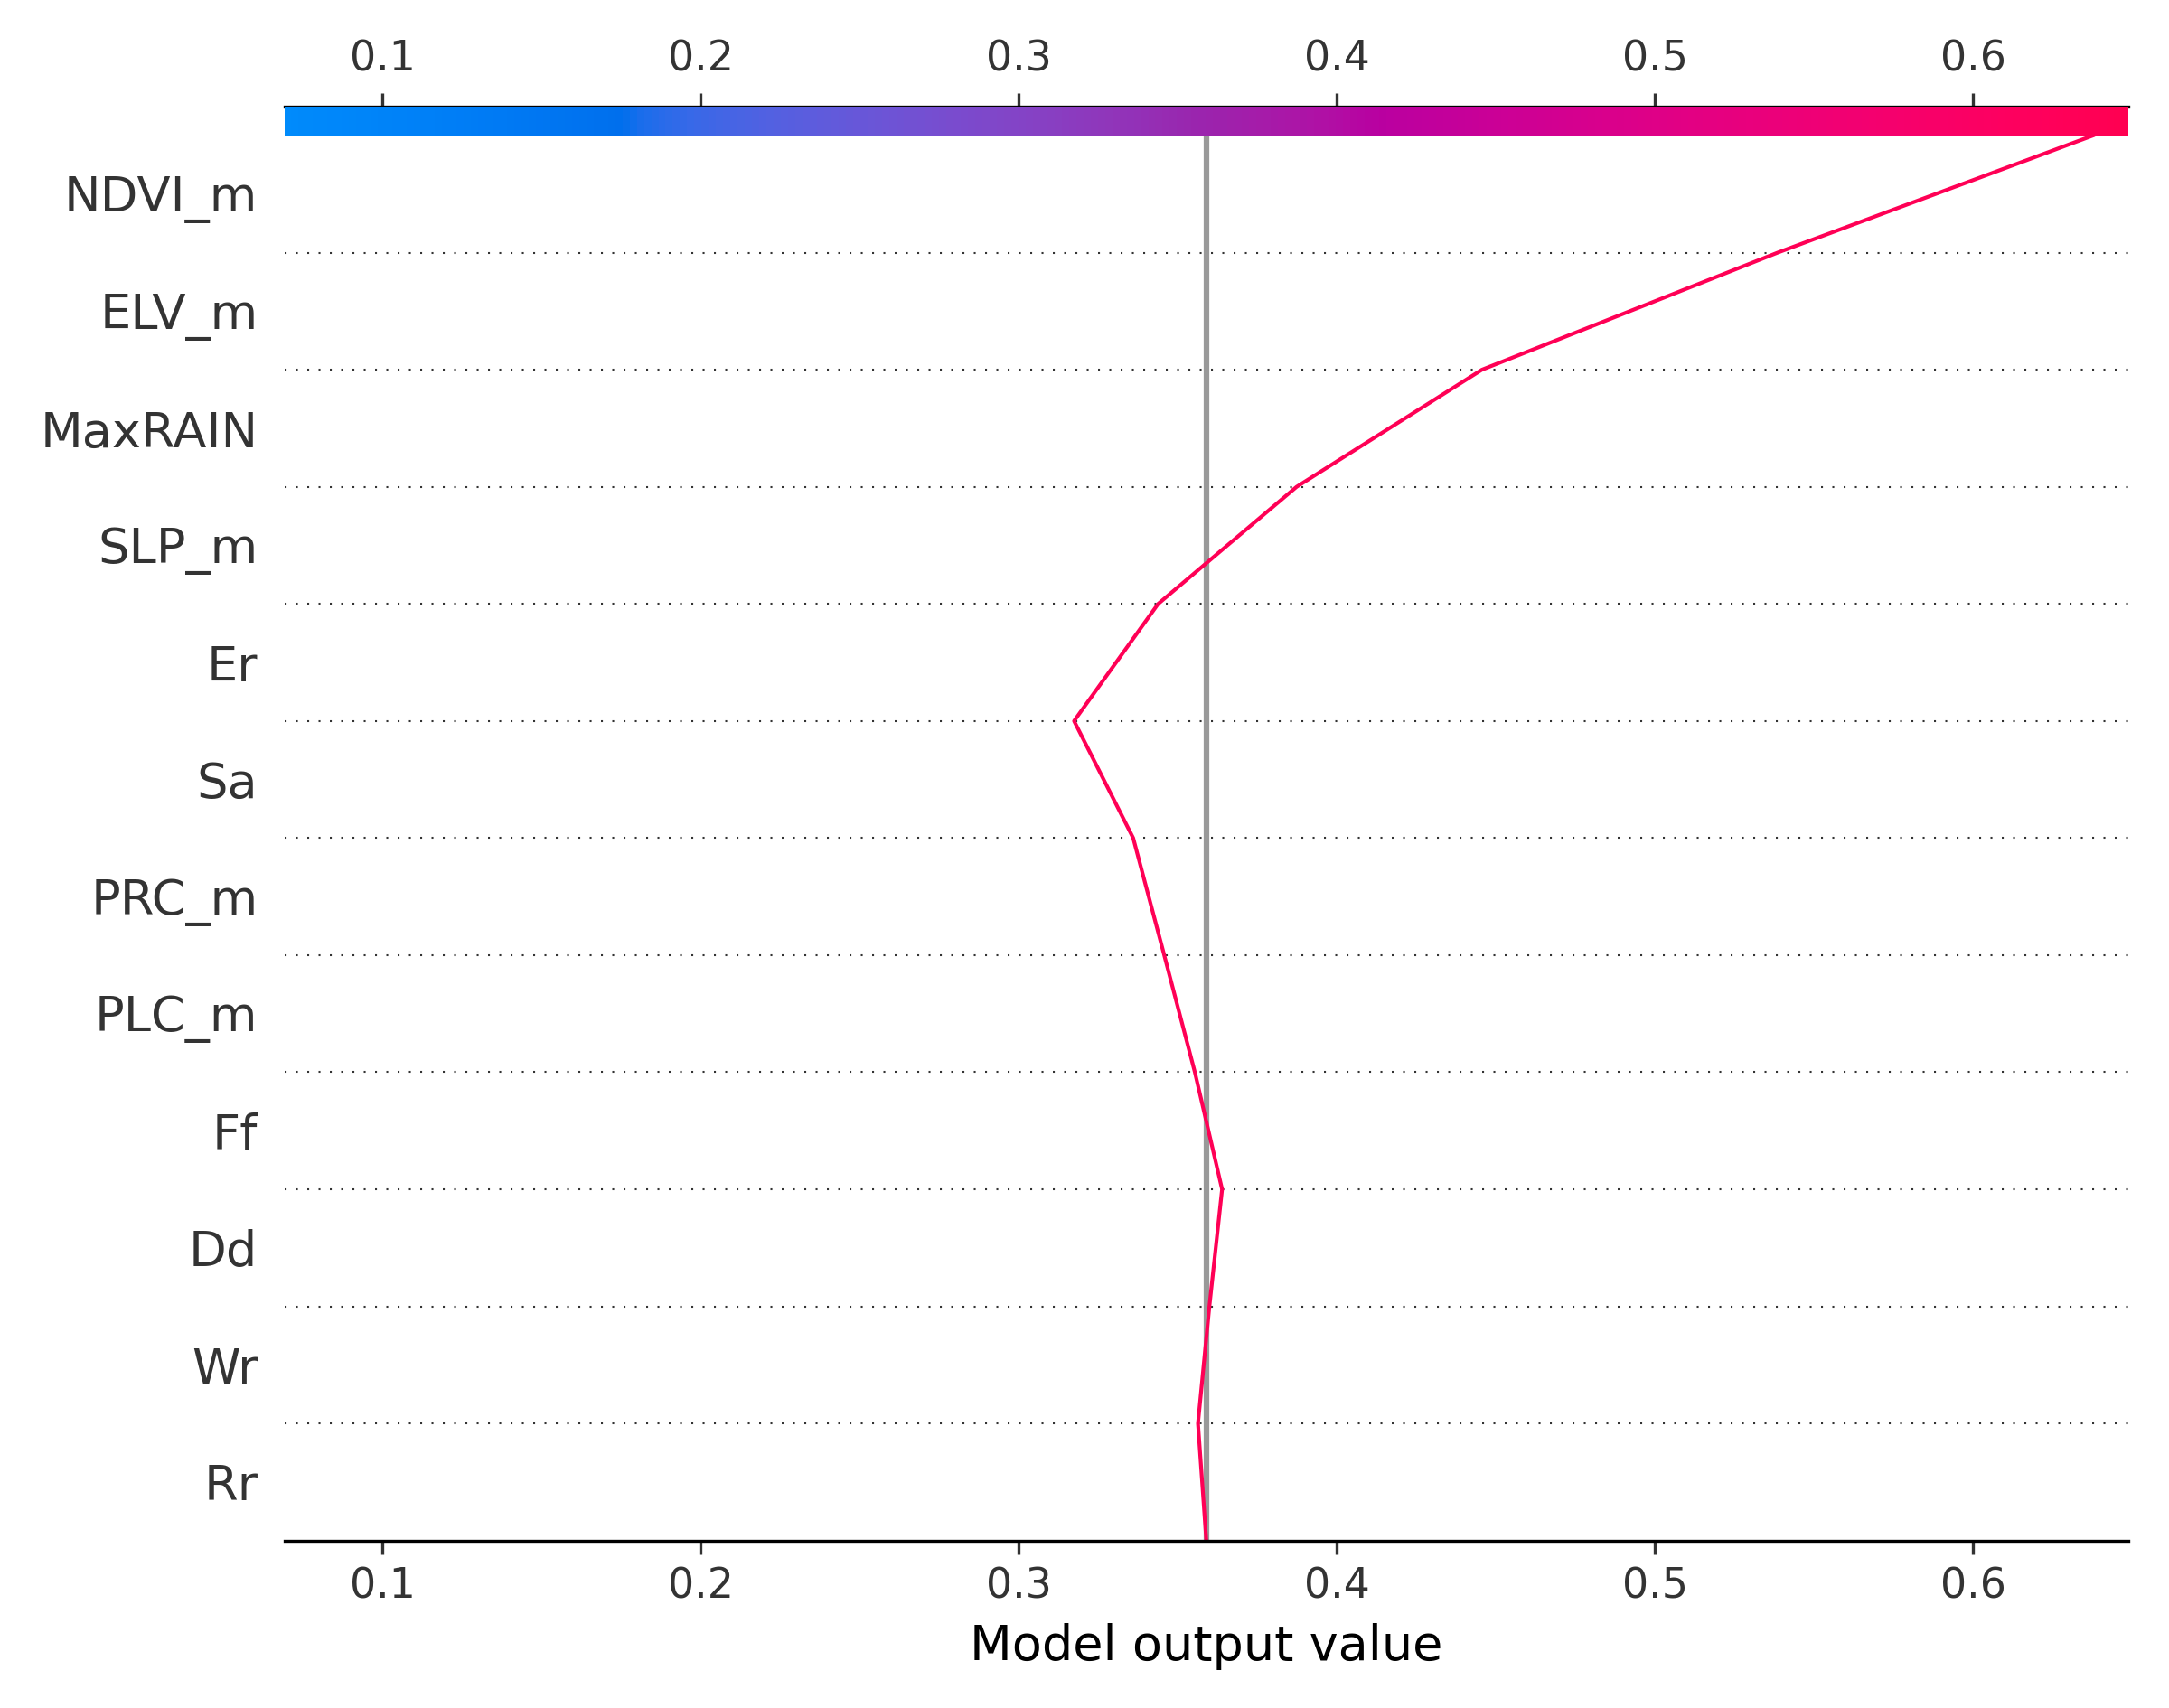 0.1 0.2 0.3 0.4 0.5 0.6
NDVI_m
ELV_m
MaxRAIN
SLP_m
Er
Sa
PRC_m
PLC_m
Ff
Dd
Wr
Rr
0.1 0.2 0.3 0.4 0.5 0.6
Model output value